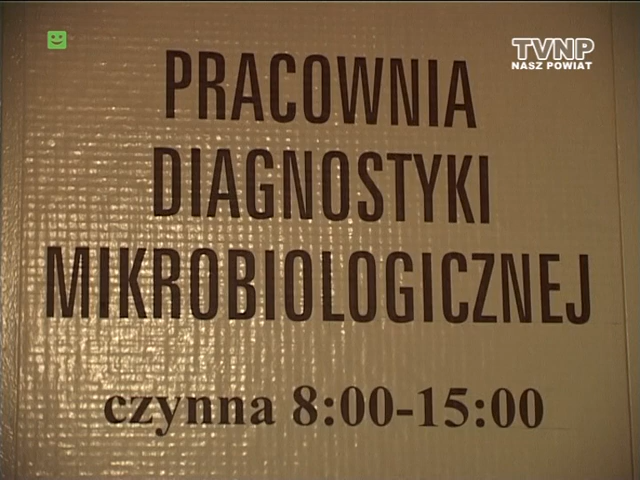 TVNP
NASZ POWIAT
PRACOWNIA
DIAGNOSTYKI
MIKROBIOLOGICZNEJ
czynna 8:00-15:00